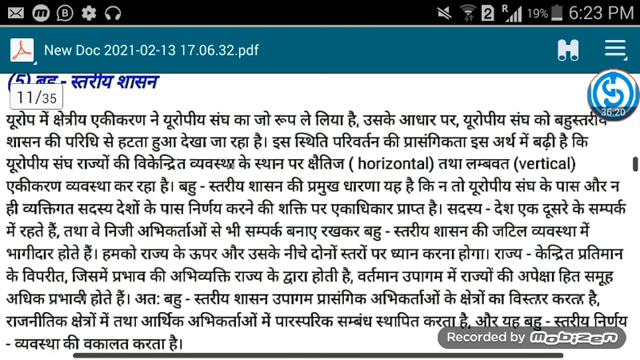 19% 6:23 PM
New Doc 2021-02-13 17.06.32.pdf
(5) बहु - स्तरीय शासन
11/35
36:20
यूरोप में क्षेत्रीय एकीकरण ने यूरोपीय संघ का जो रूप ले लिया है, उसके आधार पर, यूरोपीय संघ को बहुस्तरीय
शासन की परिधि से हटता हुआ देखा जा रहा है। इस स्थिति परिवर्तन की प्रासंगिकता इस अर्थ में बढ़ी है कि
यूरोपीय संघ राज्यों की विकेन्द्रित व्यवस्था के स्थान पर क्षैतिज ( horizontal) तथा लम्बवत (vertical)
एकीकरण व्यवस्था कर रहा है। बहु - स्तरीय शासन की प्रमुख धारणा यह है कि न तो यूरोपीय संघ के पास और न
ही व्यक्तिगत सदस्य देशों के पास निर्णय करने की शक्ति पर एकाधिकार प्राप्त है। सदस्य - देश एक दूसरे के सम्पर्क
में रहते हैं, तथा वे निजी अभिकर्ताओं से भी सम्पर्क बनाए रखकर बहु - स्तरीय शासन की जटिल व्यवस्था में
भागीदार होते हैं। हमको राज्य के ऊपर और उसके नीचे दोनों स्तरों पर ध्यान करना होगा। राज्य - केन्द्रित प्रतिमान
के विपरीत, जिसमें प्रभाव की अभिव्यक्ति राज्य के द्वारा होती है, वर्तमान उपागम में राज्यों की अपेक्षा हित समूह
अधिक प्रभावी होते हैं। अत: बहु - स्तरीय शासन उपागम प्रासंगिक अभिकर्ताओं के क्षेत्रों का विस्तार करता है,
राजनीतिक क्षेत्रों में तथा आर्थिक अभिकर्ताओं में पारस्परिक सम्बंध स्थापित करता है, और यह बहु - स्तरीय निर्णय
- व्यवस्था की वकालत करता है।
Recorded by mobizen